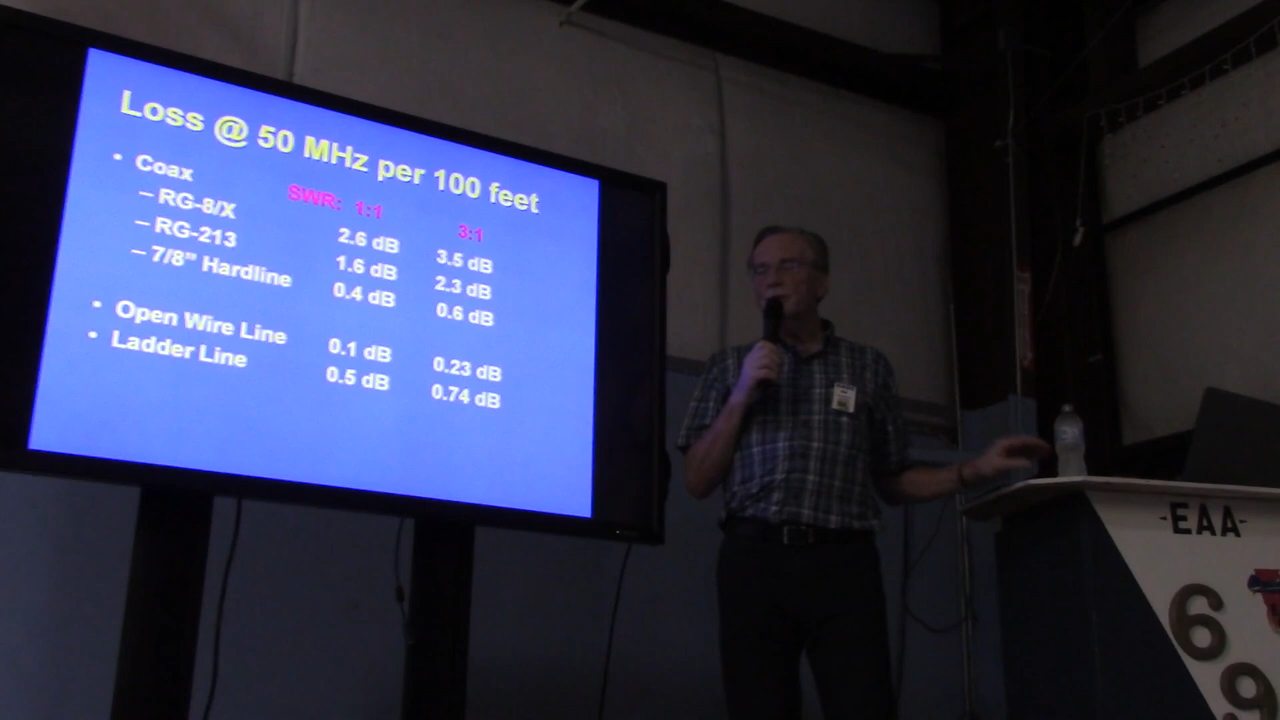 Loss @ 50 MHz per 100 feet
• Coax SWR: 1:1 3:1
– RG-8/X 2.6 dB 3.5 dB
– RG-213 1.6 dB 2.3 dB
– 7/8” Hardline 0.4 dB 0.6 dB
• Open Wire Line 0.1 dB 0.23 dB
• Ladder Line 0.5 dB 0.74 dB
-EAA-
6
9